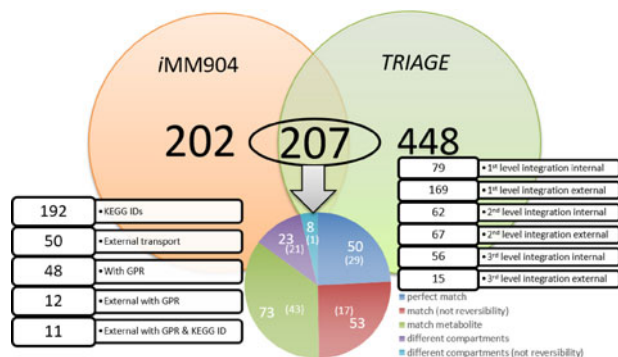 iMM904
TRIAGE
202
207
448
192 •KEGG IDs
50 •External transport
48 •With GPR
12 •External with GPR
11 •External with GPR & KEGG ID
79 •1st level integration internal
169 •1st level integration external
62 •2nd level integration internal
67 •2nd level integration external
56 •3rd level integration internal
15 •3rd level integration external
8
(1)
23
(21)
50
(29)
73 (43)
(17)
53
perfect match
match (not reversibility)
match metabolite
different compartments
different compartments (not reversibility)